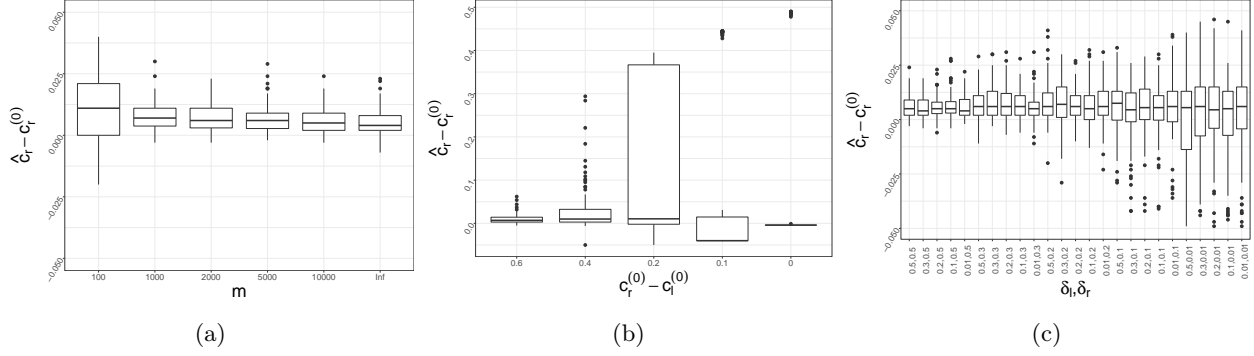 0.050
0.025
0.000
−0.025
−0.050
ĉr − cr(0)
100 1000 2000 5000 10000 Inf
m
(a)
0.5
0.4
0.3
0.2
0.1
0.0
ĉr − cr(0)
0.6 0.4 0.2 0.1 0
cr(0) − cl(0)
(b)
0.050
0.025
0.000
−0.025
−0.050
ĉr − cr(0)
0.5,0.5 0.3,0.5 0.2,0.5 0.1,0.5 0.01,0.5 0.5,0.3 0.3,0.3 0.2,0.3 0.1,0.3 0.01,0.3 0.5,0.2 0.3,0.2 0.2,0.2 0.1,0.2 0.01,0.2 0.5,0.1 0.3,0.1 0.2,0.1 0.1,0.1 0.01,0.1 0.5,0.01 0.3,0.01 0.2,0.01 0.1,0.01 0.01,0.01
δl,δr
(c)